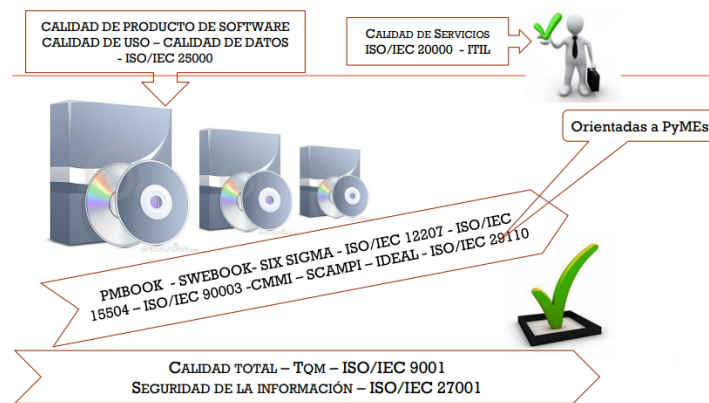 CALIDAD DE PRODUCTO DE SOFTWARE
CALIDAD DE USO – CALIDAD DE DATOS
- ISO/IEC 25000
CALIDAD DE SERVICIOS
ISO/IEC 20000 - ITIL
Orientadas a PyMEs
PMBOOK - SWEBOOK- SIX SIGMA - ISO/IEC 12207 - ISO/IEC
15504 – ISO/IEC 90003 -CMMI – SCAMPI – IDEAL - ISO/IEC 29110
CALIDAD TOTAL – TQM – ISO/IEC 9001
SEGURIDAD DE LA INFORMACIÓN – ISO/IEC 27001